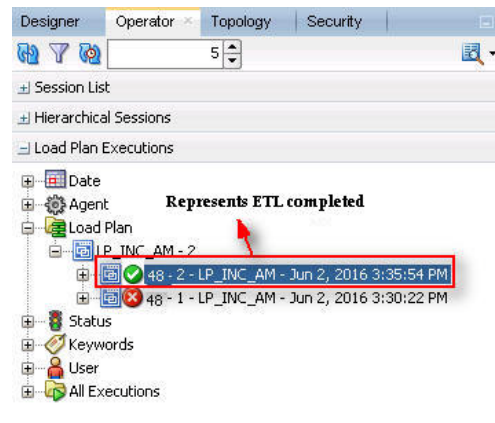 Designer Operator Topology Security
5
Session List
Hierarchical Sessions
Load Plan Executions
Date
Agent Represents ETL completed
Load Plan
LP_INC_AM - 2
48 - 2 - LP_INC_AM - Jun 2, 2016 3:35:54 PM
48 - 1 - LP_INC_AM - Jun 2, 2016 3:30:22 PM
Status
Keywords
User
All Executions